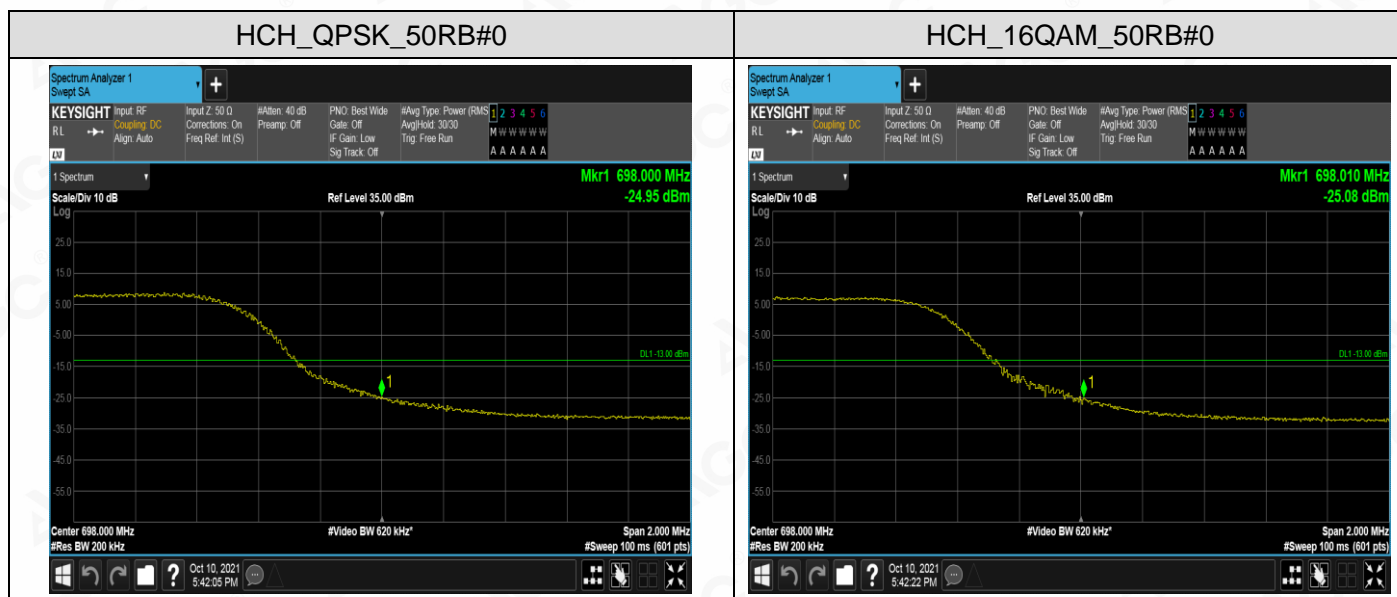 HCH_QPSK_50RB#0
HCH_16QAM_50RB#0
Spectrum Analyzer 1
Swept SA
+
KEYSIGHT
RL
LXI
Input: RF
Coupling: DC
Align: Auto
Input Z: 50 Ω
Corrections: On
Freq Ref: Int (S)
#Atten: 40 dB
Preamp: Off
PNO: Best Wide
Gate: Off
IF Gain: Low
Sig Track: Off
#Avg Type: Power (RMS
Avg|Hold: 30/30
Trig: Free Run
1 2 3 4 5 6
M W W W W W
A A A A A A
1 Spectrum
Mkr1 698.000 MHz
Scale/Div 10 dB
Ref Level 35.00 dBm
-24.95 dBm
Log
25.0
15.0
5.00
-5.00
DL1 -13.00 dBm
-15.0
1
-25.0
-35.0
-45.0
-55.0
Center 698.000 MHz
#Video BW 620 kHz*
Span 2.000 MHz
#Res BW 200 kHz
#Sweep 100 ms (601 pts)
?
Oct 10, 2021
5:42:05 PM
Spectrum Analyzer 1
Swept SA
+
KEYSIGHT
RL
LXI
Input: RF
Coupling: DC
Align: Auto
Input Z: 50 Ω
Corrections: On
Freq Ref: Int (S)
#Atten: 40 dB
Preamp: Off
PNO: Best Wide
Gate: Off
IF Gain: Low
Sig Track: Off
#Avg Type: Power (RMS
Avg|Hold: 30/30
Trig: Free Run
1 2 3 4 5 6
M W W W W W
A A A A A A
1 Spectrum
Mkr1 698.010 MHz
Scale/Div 10 dB
Ref Level 35.00 dBm
-25.08 dBm
Log
25.0
15.0
5.00
-5.00
DL1 -13.00 dBm
-15.0
1
-25.0
-35.0
-45.0
-55.0
Center 698.000 MHz
#Video BW 620 kHz*
Span 2.000 MHz
#Res BW 200 kHz
#Sweep 100 ms (601 pts)
?
Oct 10, 2021
5:42:22 PM